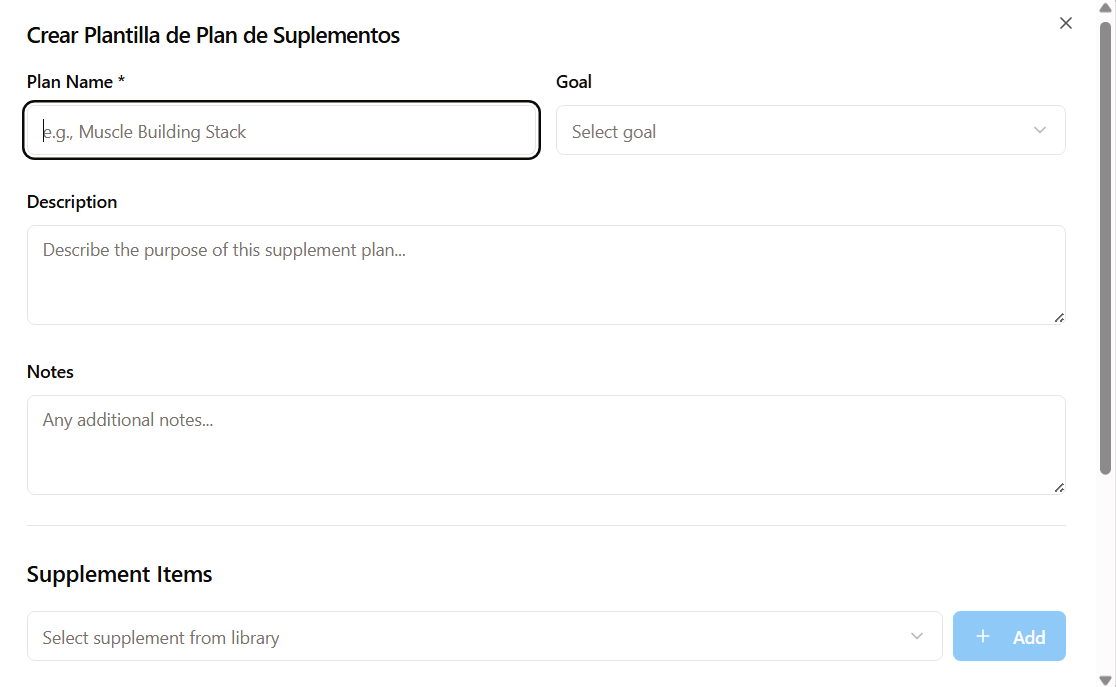 Crear Plantilla de Plan de Suplementos
Plan Name *
Goal
e.g., Muscle Building Stack
Select goal
Description
Describe the purpose of this supplement plan...
Notes
Any additional notes...
Supplement Items
Select supplement from library
+ Add